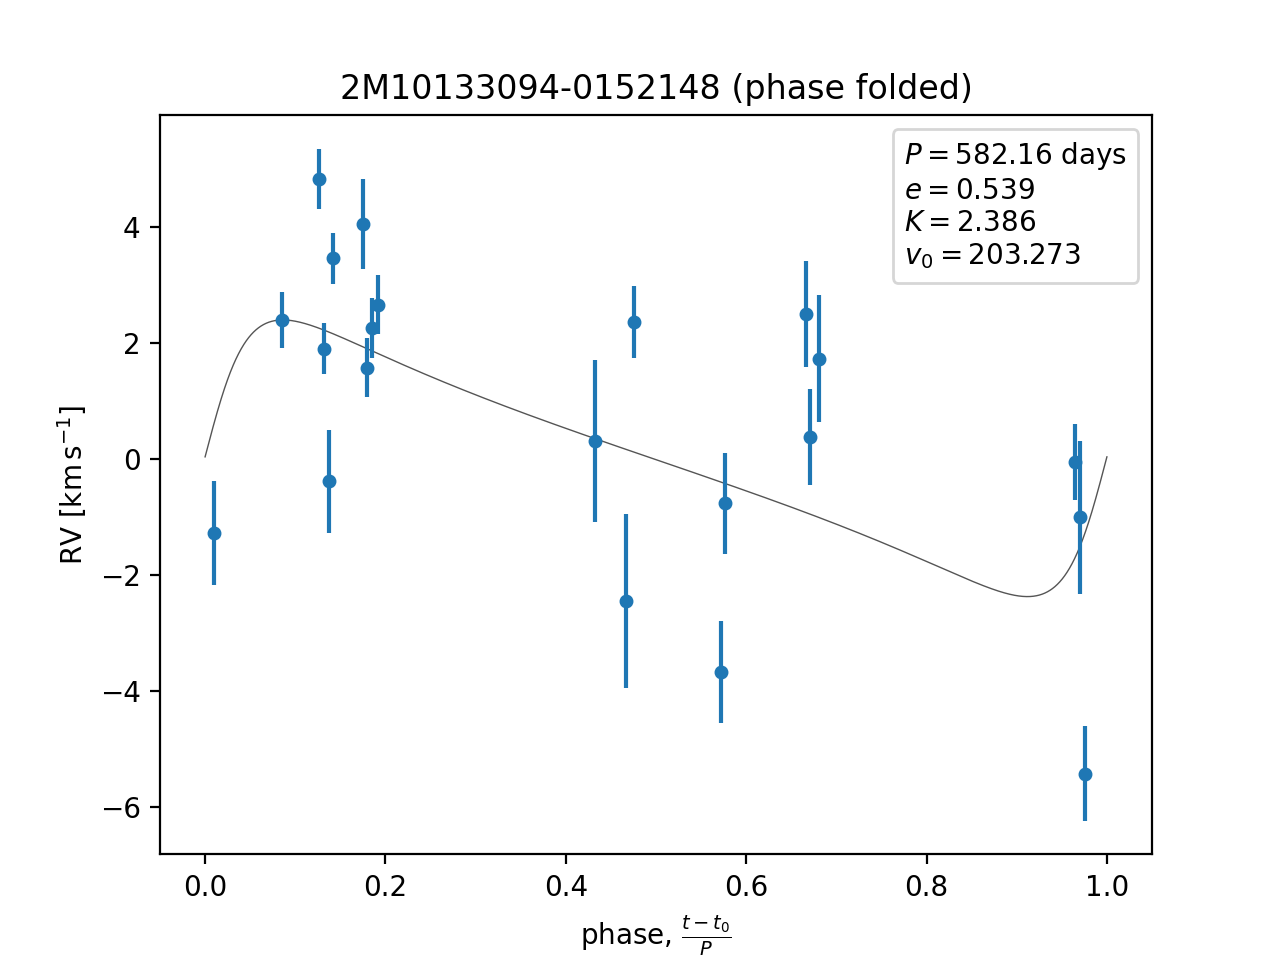 2M10133094-0152148 (phase folded)
P = 582.16 days
e = 0.539
K = 2.386
v₀ = 203.273
RV [km s⁻¹]
4
2
0
−2
−4
−6
0.0 0.2 0.4 0.6 0.8 1.0
phase, (t − t₀)/P